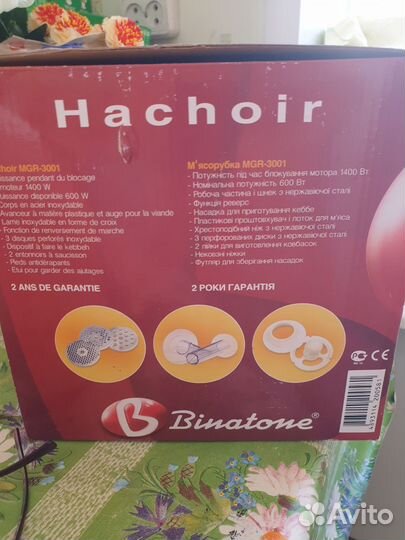 Hachoir
choir MGR-3001
issance pendant du blocage
moteur 1400 W
uissance disponible 600 W
Corps en acier inoxydable
Avanceur à matière plastique et auge pour la viande
Lame inoxydable en forme de croix
- Fonction de renversement de marche
- 3 disques perforés inoxydable
- Dispositif à faire le kebbeh
- 2 entonnoirs à saucisson
- Peds antidérapants
- Etui pour garder des ajutages
2 ANS DE GARANTIE
М'ясорубка MGR-3001
- Потужність під час блокування мотора 1400 Вт
- Номінальна потужність 600 Вт
- Робоча частина і шнек з нержавіючої сталі
- Функція реверс
- Насадка для приготування кеббе
- Пластикові проштовхувач і лоток для м'яса
- Хрестоподібний ніж з нержавіючої сталі
- 3 перфорованих диски з нержавіючої сталі
- 2 лійки для виготовлення ковбасок
- Нековзні ніжки
- Футляр для зберігання насадок
2 РОКИ ГАРАНТІЯ
CE
B Binatone®
Avito